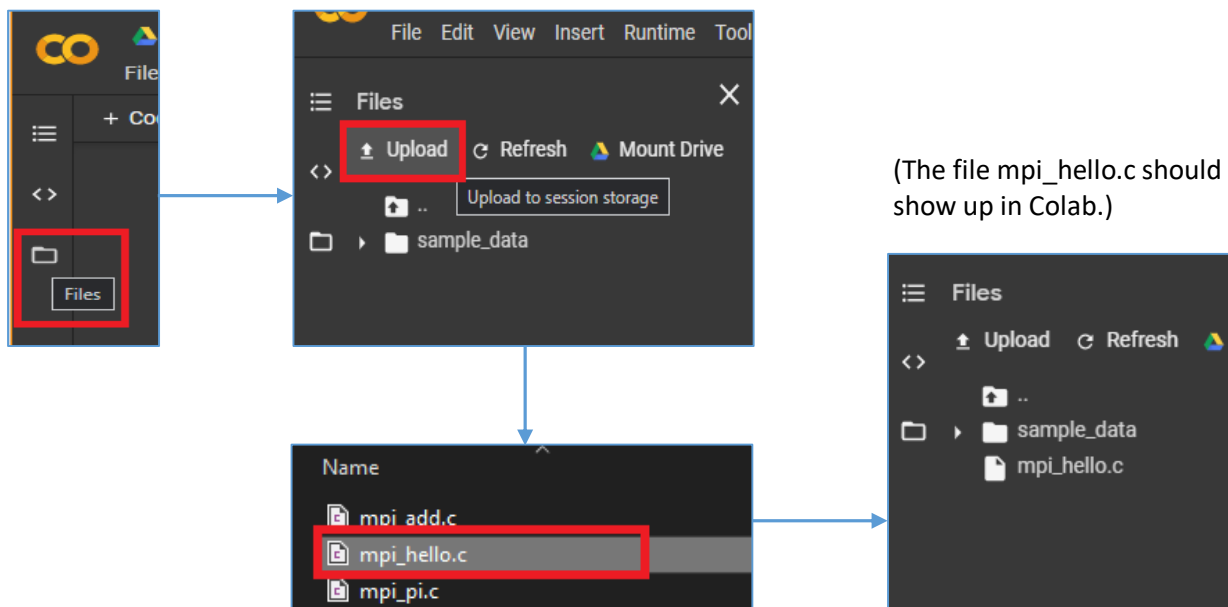 File
+ Co
Files
File Edit View Insert Runtime Tool
Files
Upload Refresh Mount Drive
Upload to session storage
..
sample_data
Name
mpi_add.c
mpi_hello.c
mpi_pi.c
(The file mpi_hello.c should
show up in Colab.)
Files
Upload Refresh
..
sample_data
mpi_hello.c